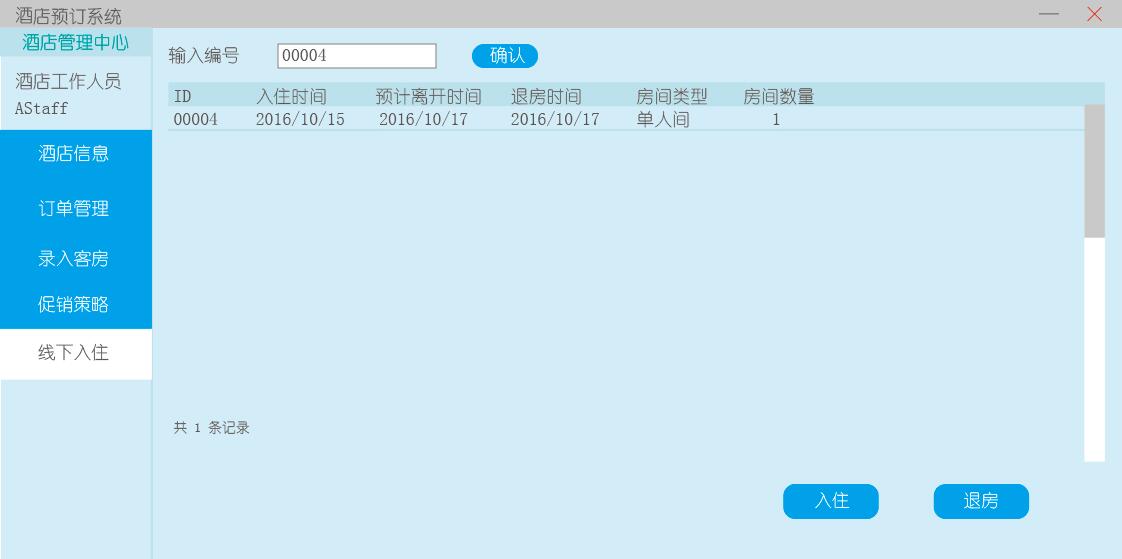 酒店预订系统
酒店管理中心
酒店工作人员
AStaff
酒店信息
订单管理
录入客房
促销策略
线下入住
输入编号 00004 确认
ID 入住时间 预计离开时间 退房时间 房间类型 房间数量
00004 2016/10/15 2016/10/17 2016/10/17 单人间 1
共 1 条记录
入住 退房